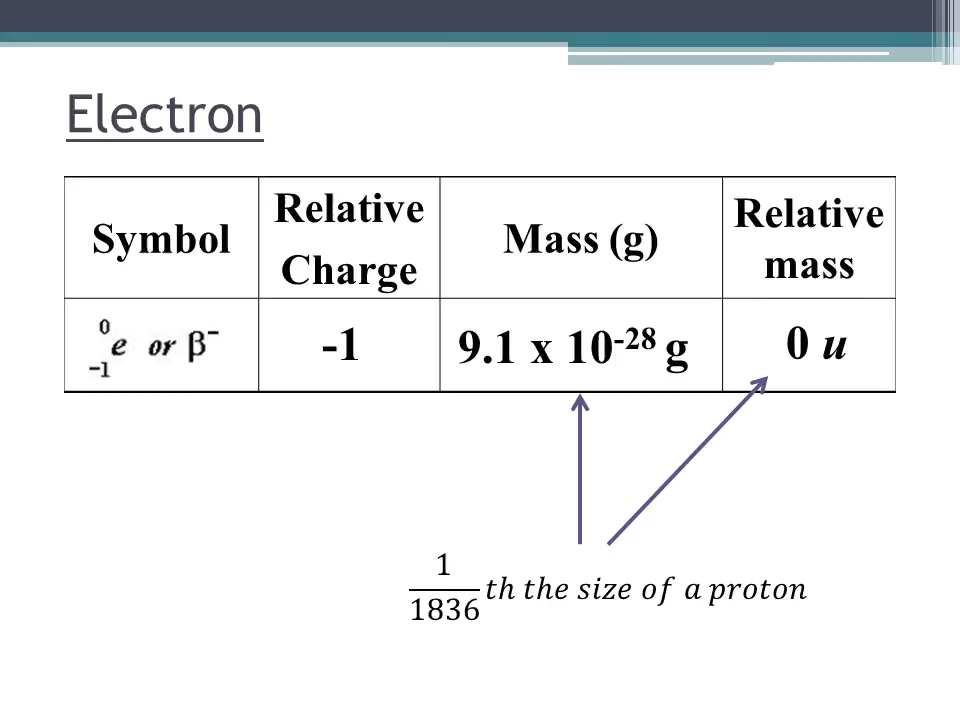 Electron
Symbol
Relative
Charge
Mass (g)
Relative
mass
⁰₋₁e or β⁻
-1
9.1 x 10⁻²⁸ g
0 u
1/1836 th the size of a proton